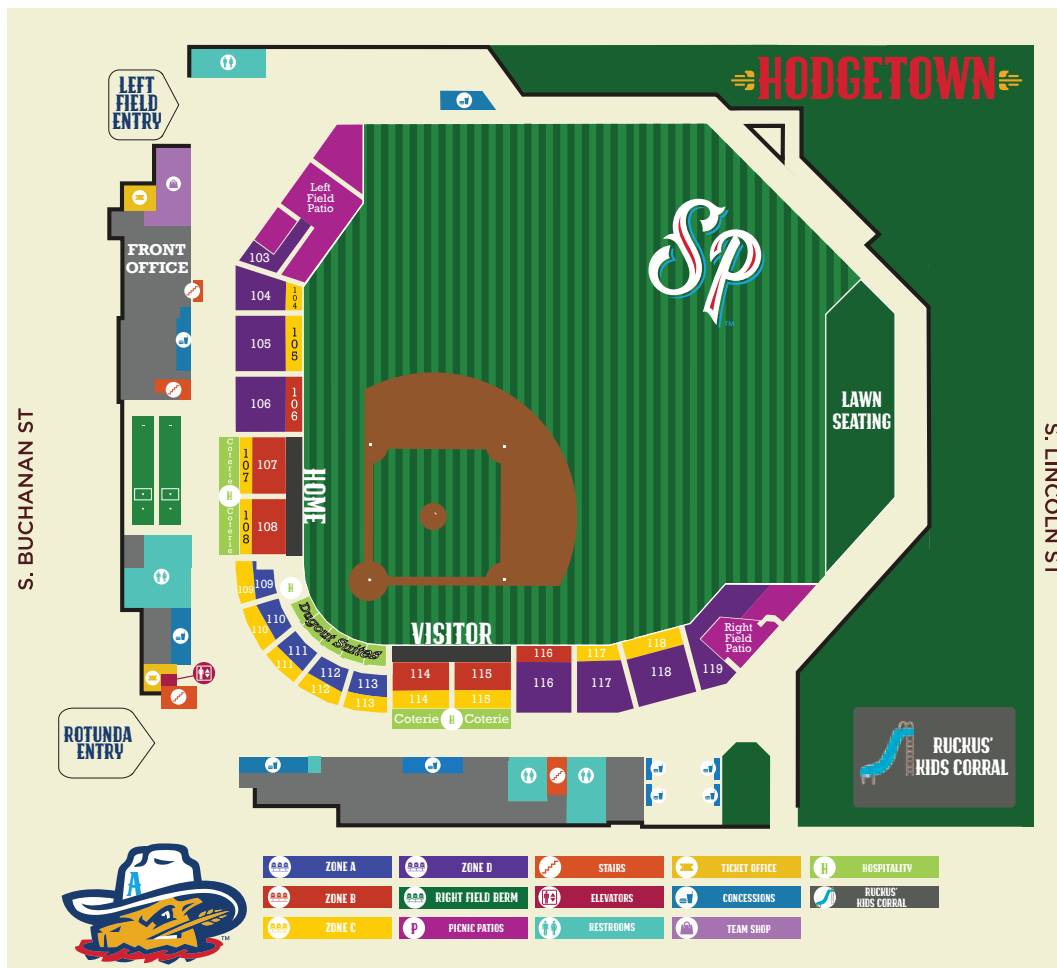 HODGETOWN
LEFT
FIELD
ENTRY
Left
Field
Patio
Sp
TM
FRONT
OFFICE
103
104
104
105
105
106
106
S. BUCHANAN ST
S. LINCOLN ST
LAWN
SEATING
Coterie
107
107
HOME
H
108
108
Coterie
109
109
H
110
110
Dugout Suites
111
111
112
112
113
113
VISITOR
114
115
114
115
Coterie
H
Coterie
116
116
117
117
118
118
119
Right
Field
Patio
ROTUNDA
ENTRY
RUCKUS'
KIDS CORRAL
A
TM
ZONE A
ZONE D
STAIRS
TICKET OFFICE
H
HOSPITALITY
ZONE B
RIGHT FIELD BERM
ELEVATORS
CONCESSIONS
RUCKUS'
KIDS CORRAL
ZONE C
P
PICNIC PATIOS
RESTROOMS
TEAM SHOP